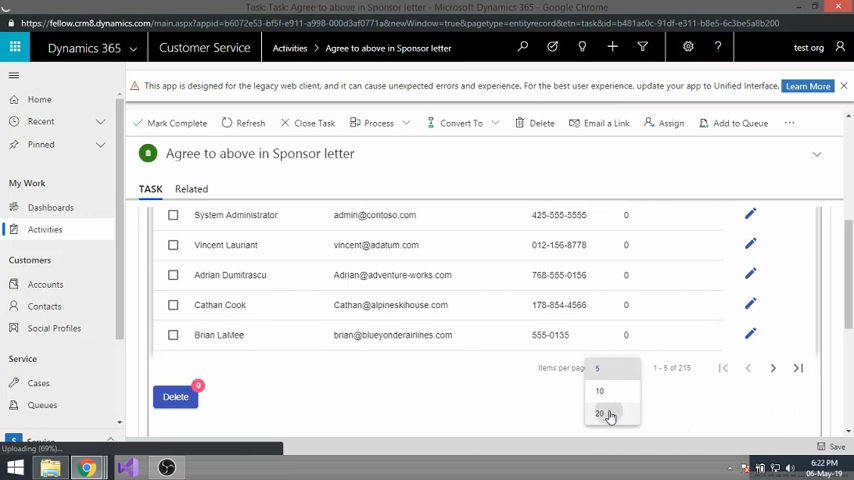 Task: Task: Agree to above in Sponsor letter - Google Chrome
https://fellow.crm8.dynamics.com/main.aspx?appid=b6072e53-bf5f-e911-a998-000d3af0771a&newWindow=true&pagetype=entityrecord&etn=task&id=b481ac0c-91df-e311-b8e5-6c3be5a8b200
Dynamics 365
Customer Service
Activities > Agree to above in Sponsor letter
test org
This app is designed for the legacy web client, and it can cause unexpected errors and experience. For the best user experience, update your app to Unified Interface.
Learn More
Home
Recent
Pinned
My Work
Dashboards
Activities
Customers
Accounts
Contacts
Social Profiles
Service
Cases
Queues
S
Service
Mark Complete
Refresh
Close Task
Process
Convert To
Delete
Email a Link
Assign
Add to Queue
Agree to above in Sponsor letter
TASK
Related
System Administrator admin@contoso.com 425-555-5555 0
Vincent Lauriant vincent@adatum.com 012-156-8778 0
Adrian Dumitrascu Adrian@adventure-works.com 768-555-0156 0
Cathan Cook Cathan@alpineskihouse.com 178-854-4566 0
Brian LaMee brian@blueyonderairlines.com 555-0135 0
Items per pag
5
10
20
1 - 5 of 215
Delete
0
Save
Uploading (69%)...
6:22 PM
06-May-19